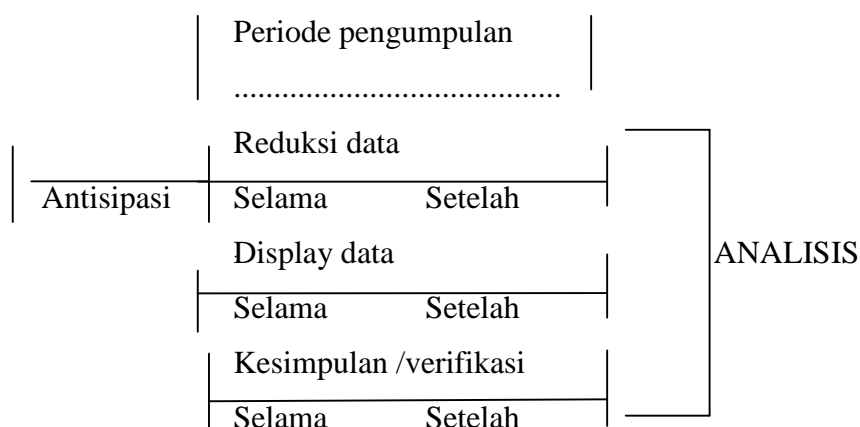 Periode pengumpulan
.........................................
Reduksi data
Antisipasi Selama Setelah
Display data ANALISIS
Selama Setelah
Kesimpulan /verifikasi
Selama Setelah